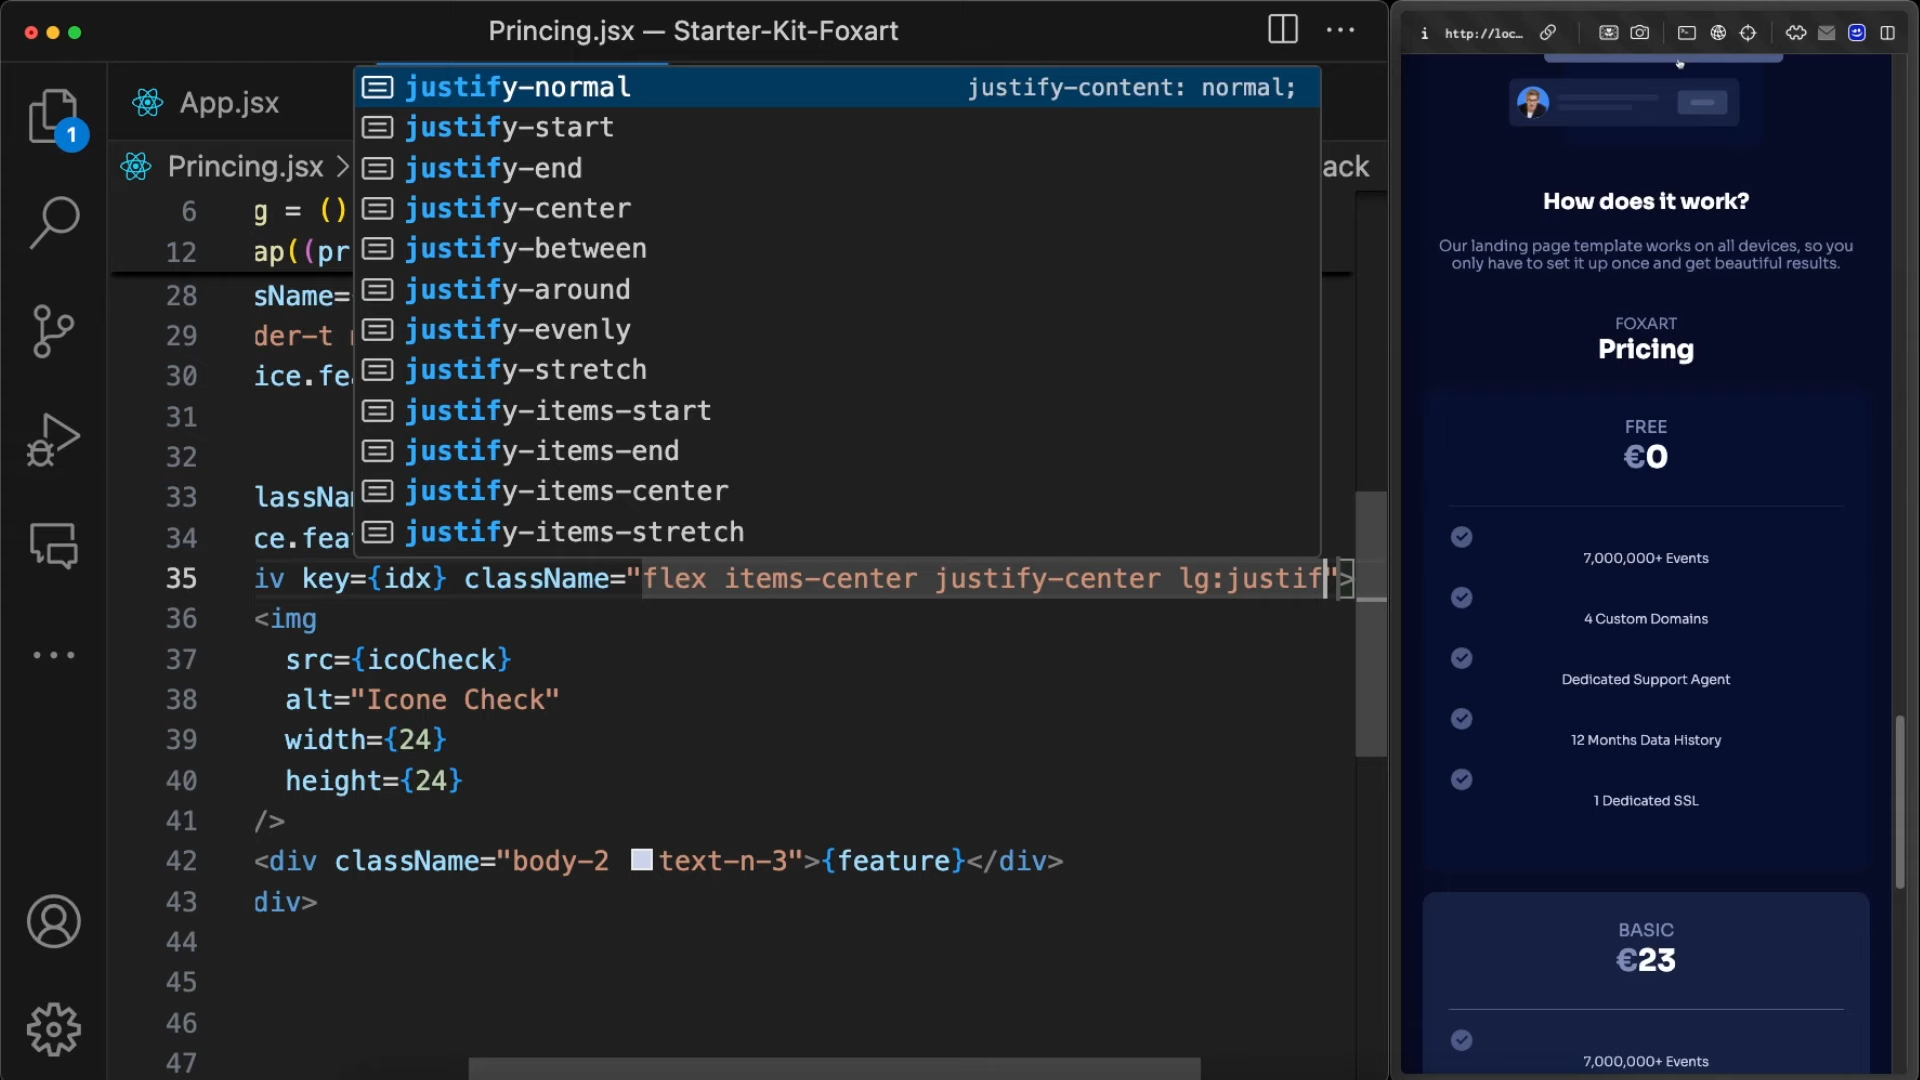 Princing.jsx — Starter-Kit-Foxart
App.jsx
Princing.jsx
ack
justify-normal
justify-content: normal;
justify-start
justify-end
justify-center
justify-between
justify-around
justify-evenly
justify-stretch
justify-items-start
justify-items-end
justify-items-center
justify-items-stretch
1
6 g = ()
12 ap((pr
28 sName=
29 der-t
30 ice.fea
31
32
33 lassNam
34 ce.feat
35 iv key={idx} className="flex items-center justify-center lg:justif">
36 <img
37 src={icoCheck}
38 alt="Icone Check"
39 width={24}
40 height={24}
41 />
42 <div className="body-2 text-n-3">{feature}</div>
43 div>
44
45
46
47
http://loc…
How does it work?
Our landing page template works on all devices, so you
only have to set it up once and get beautiful results.
FOXART
Pricing
FREE
€0
7,000,000+ Events
4 Custom Domains
Dedicated Support Agent
12 Months Data History
1 Dedicated SSL
BASIC
€23
7,000,000+ Events